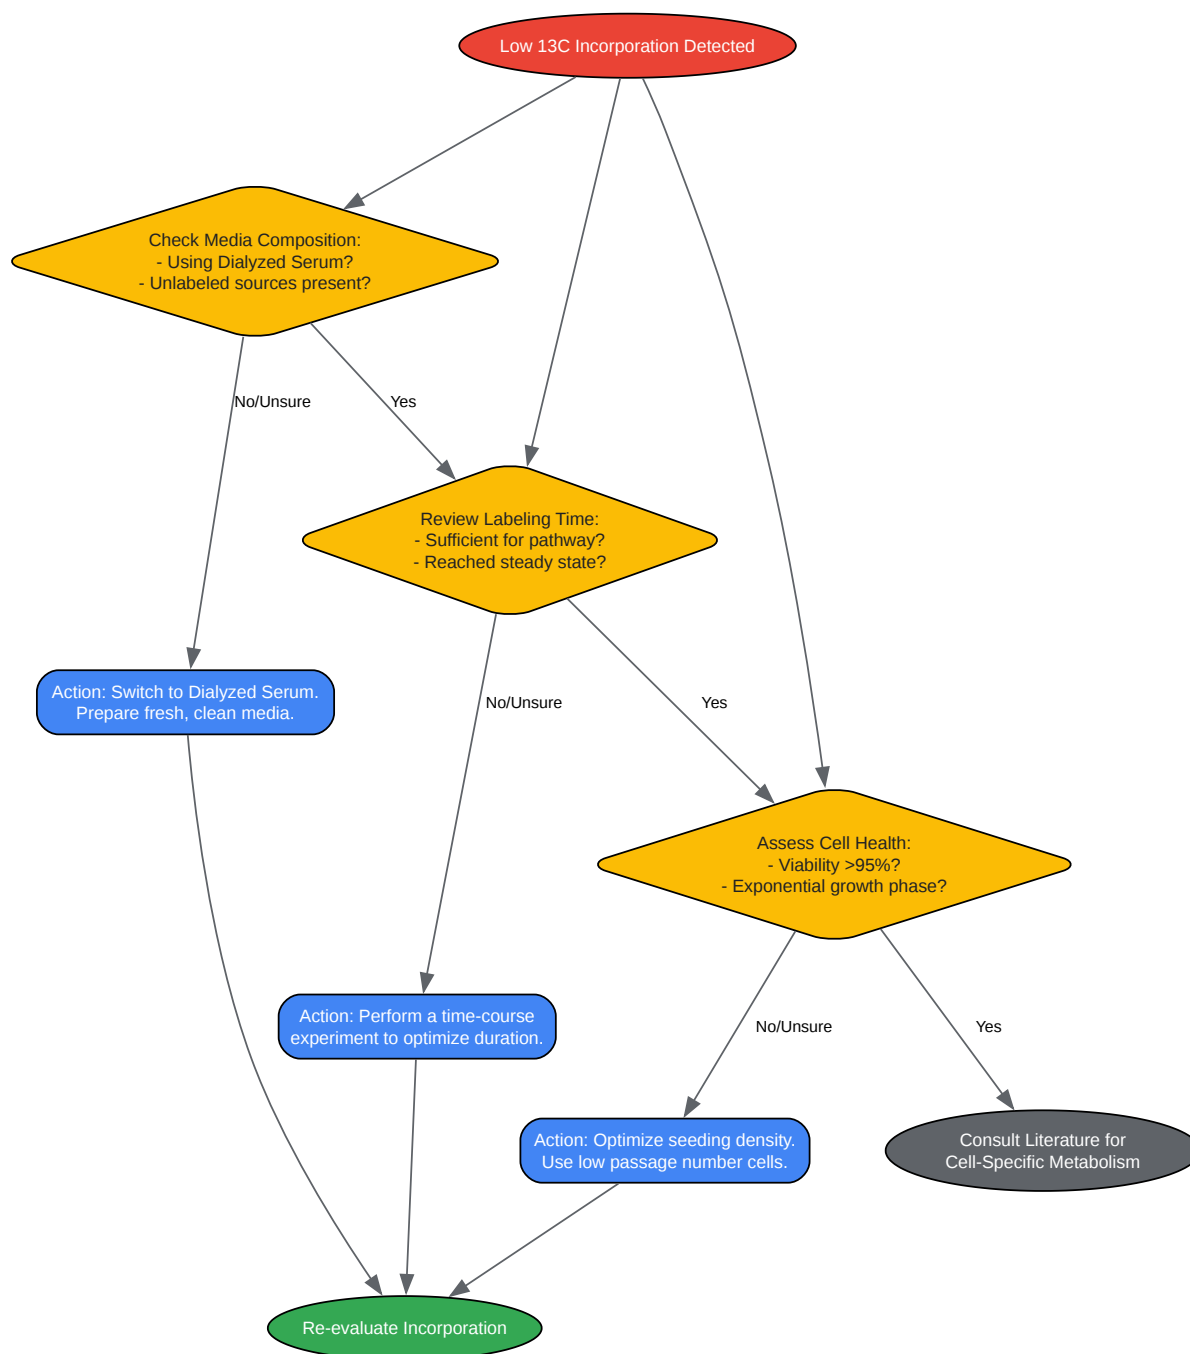 Low 13C Incorporation Detected
Check Media Composition:
- Using Dialyzed Serum?
- Unlabeled sources present?
No/Unsure
Yes
Review Labeling Time:
- Sufficient for pathway?
- Reached steady state?
Action: Switch to Dialyzed Serum.
Prepare fresh, clean media.
No/Unsure
Yes
Assess Cell Health:
- Viability >95%?
- Exponential growth phase?
Action: Perform a time-course
experiment to optimize duration.
No/Unsure
Yes
Action: Optimize seeding density.
Use low passage number cells.
Consult Literature for
Cell-Specific Metabolism
Re-evaluate Incorporation